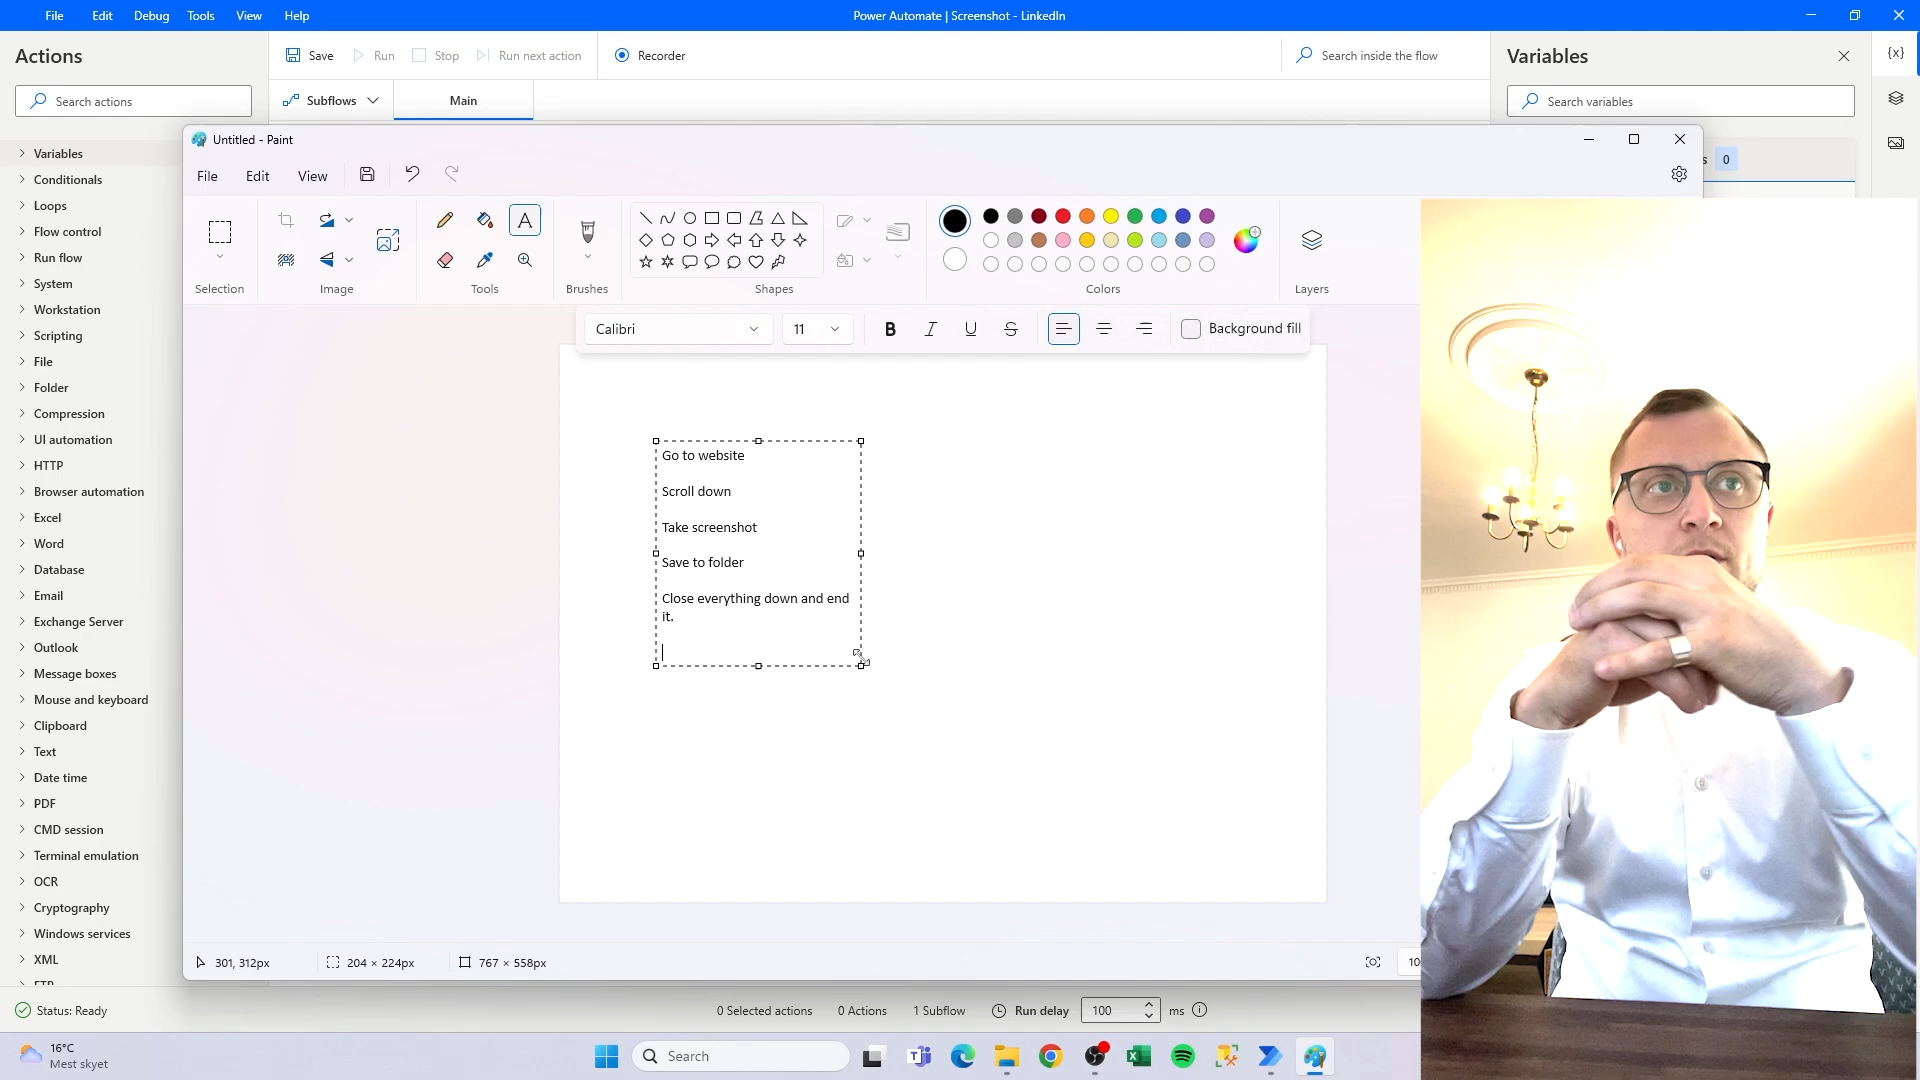 File Edit Debug Tools View Help
Power Automate | Screenshot - LinkedIn
Actions
Save Run Stop Run next action Recorder
Search inside the flow
Variables
Search actions
Subflows Main
Search variables
Variables
Conditionals
Loops
Flow control
Run flow
System
Workstation
Scripting
File
Folder
Compression
UI automation
HTTP
Browser automation
Excel
Word
Database
Email
Exchange Server
Outlook
Message boxes
Mouse and keyboard
Clipboard
Text
Date time
PDF
CMD session
Terminal emulation
OCR
Cryptography
Windows services
XML
Untitled - Paint
0
File Edit View
Selection Image Tools Brushes Shapes Colors Layers
Calibri 11 B I U S Background fill
Go to website
Scroll down
Take screenshot
Save to folder
Close everything down and end
it.
301, 312px 204 × 224px 767 × 558px
Status: Ready 0 Selected actions 0 Actions 1 Subflow Run delay 100 ms
16°C
Mest skyet
Search